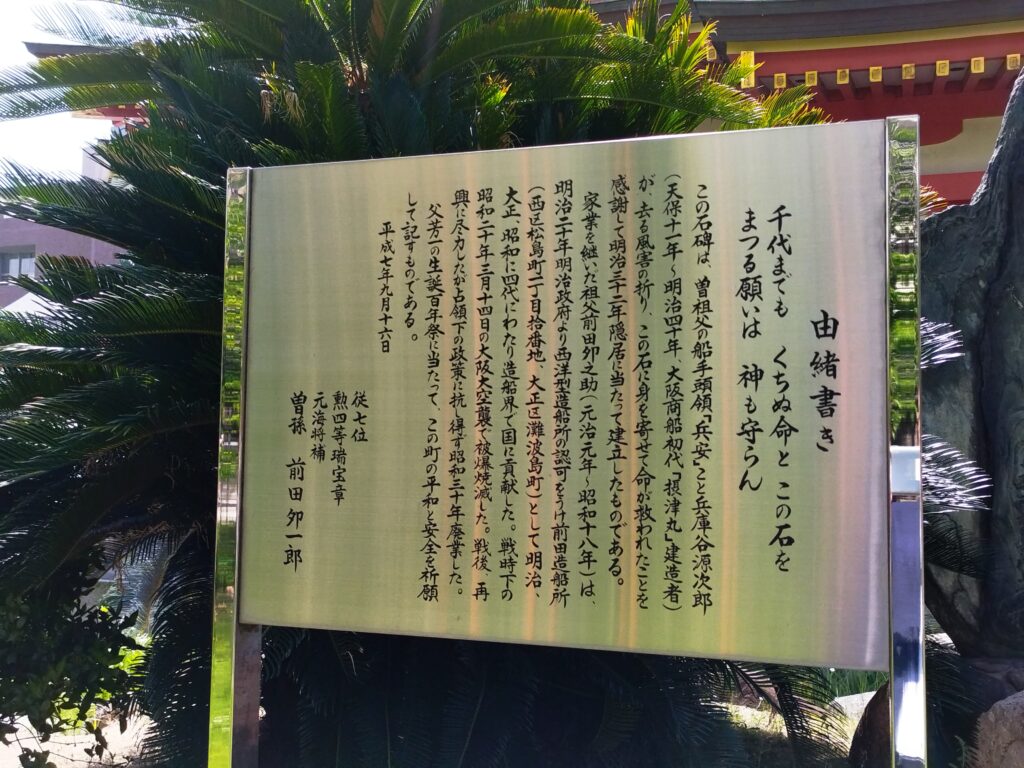 由緒書き
千代までも くちぬ命と この石を
まつる願いは 神も守らん
この石碑は、曽祖父の船手頭領「兵安」こと兵庫谷源次郎
(天保十一年～明治四十年、大阪商船初代「摂津丸」建造者)
が、去る風害の折り、この石に身を寄せて命が救われたことを
感謝して明治三十二年隠居に当たって建立したものである。
家業を継いだ祖父前田卯之助(元治元年～昭和十八年)は、
明治二十年明治政府より西洋型造船所の認可をうけ前田造船所
(西区松島町二丁目拾番地、大正区灘波島町)として明治、
大正、昭和に四代にわたり造船界で国に貢献した。戦時下の
昭和二十年三月十四日の大阪大空襲で被爆焼滅した。戦後、再
興に尽力したが占領下の政策に抗し得ず昭和三十年廃業した。
父芳一の生誕百年祭に当たって、この町の平和と安全を祈願
して記すものである。
平成七年九月十六日
従七位
勲四等瑞宝章
元海将補
曽孫 前田卯一郎